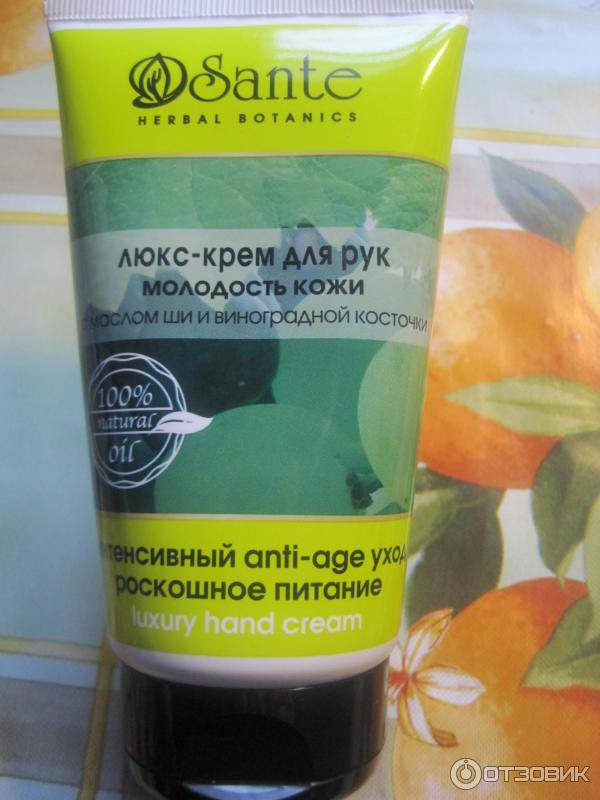 Sante
HERBAL BOTANICS
люкс-крем для рук
молодость кожи
маслом ши и виноградной косточки
100%
natural
oil
нтенсивный anti-age уход
роскошное питание
luxury hand cream
ОТЗОВИК